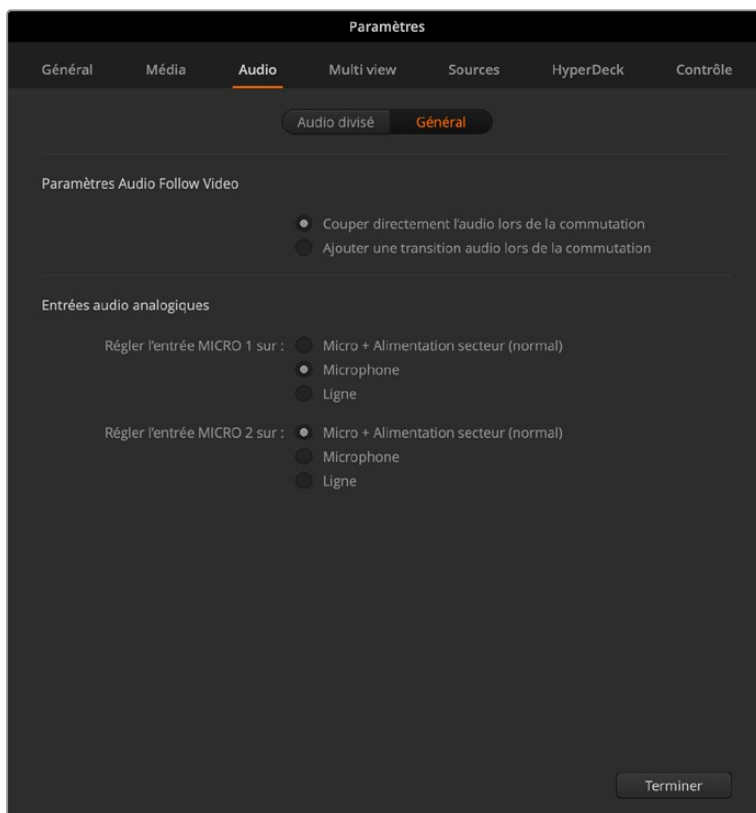 Paramètres
Général Média Audio Multi view Sources HyperDeck Contrôle
Audio divisé Général
Paramètres Audio Follow Video
Couper directement l'audio lors de la commutation
Ajouter une transition audio lors de la commutation
Entrées audio analogiques
Régler l'entrée MICRO 1 sur : Micro + Alimentation secteur (normal)
Microphone
Ligne
Régler l'entrée MICRO 2 sur : Micro + Alimentation secteur (normal)
Microphone
Ligne
Terminer